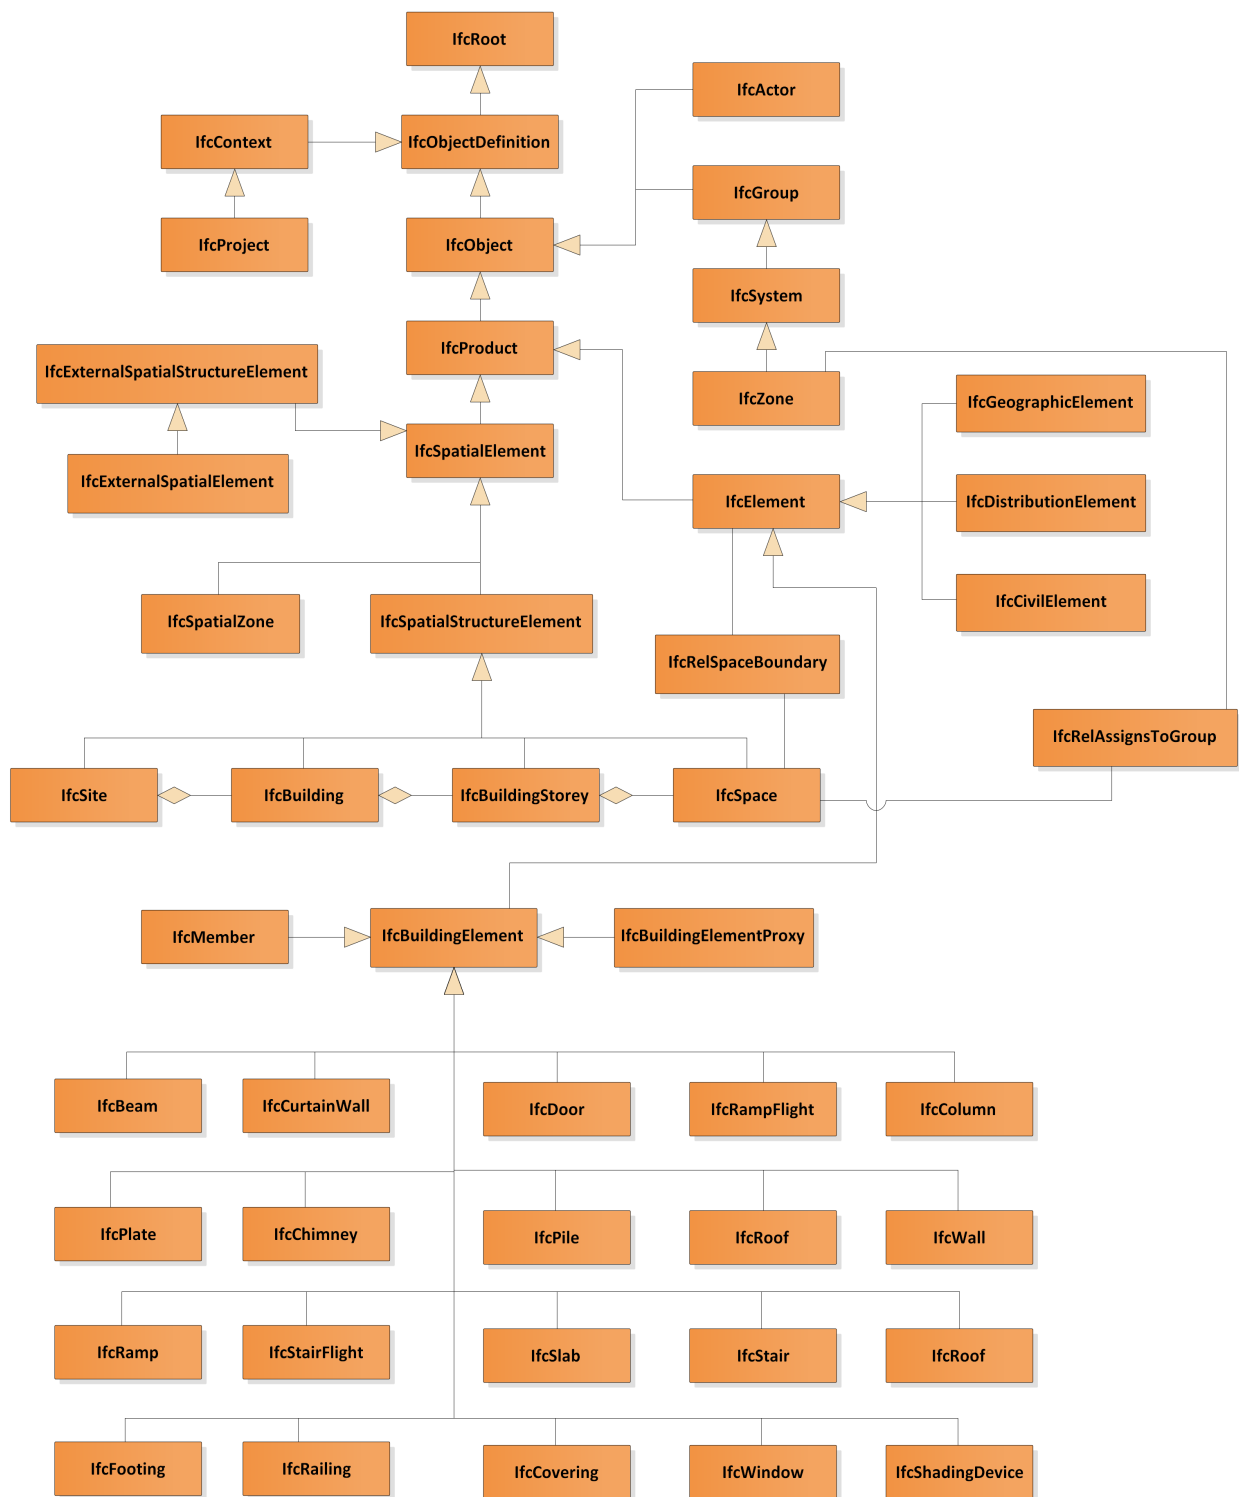 IfcRoot
IfcActor
IfcContext
IfcObjectDefinition
IfcGroup
IfcProject
IfcObject
IfcSystem
IfcProduct
IfcExternalSpatialStructureElement
IfcZone
IfcGeographicElement
IfcSpatialElement
IfcExternalSpatialElement
IfcElement
IfcDistributionElement
IfcCivilElement
IfcSpatialZone
IfcSpatialStructureElement
IfcRelSpaceBoundary
IfcRelAssignsToGroup
IfcSite
IfcBuilding
IfcBuildingStorey
IfcSpace
IfcMember
IfcBuildingElement
IfcBuildingElementProxy
IfcBeam
IfcCurtainWall
IfcDoor
IfcRampFlight
IfcColumn
IfcPlate
IfcChimney
IfcPile
IfcRoof
IfcWall
IfcRamp
IfcStairFlight
IfcSlab
IfcStair
IfcRoof
IfcFooting
IfcRailing
IfcCovering
IfcWindow
IfcShadingDevice